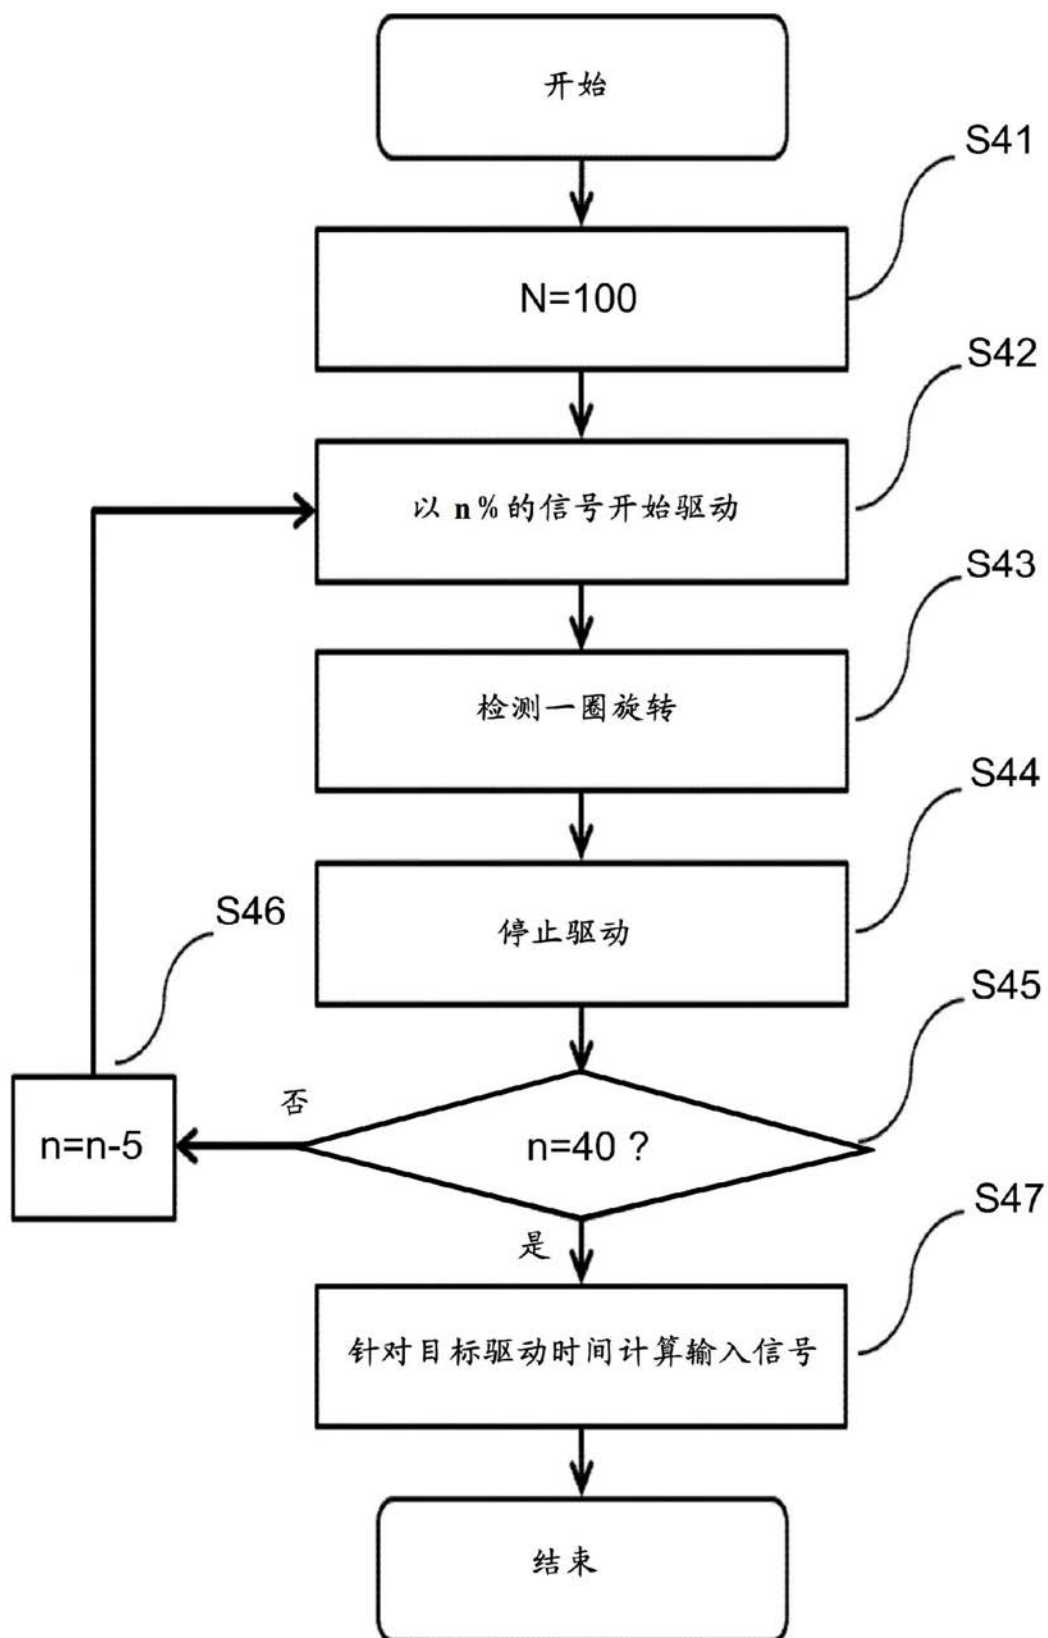 开始
S41
N=100
S42
以 n%的信号开始驱动
S43
检测一圈旋转
S44
停止驱动
S46
S45
否
n=40 ?
n=n-5
是
S47
针对目标驱动时间计算输入信号
结束